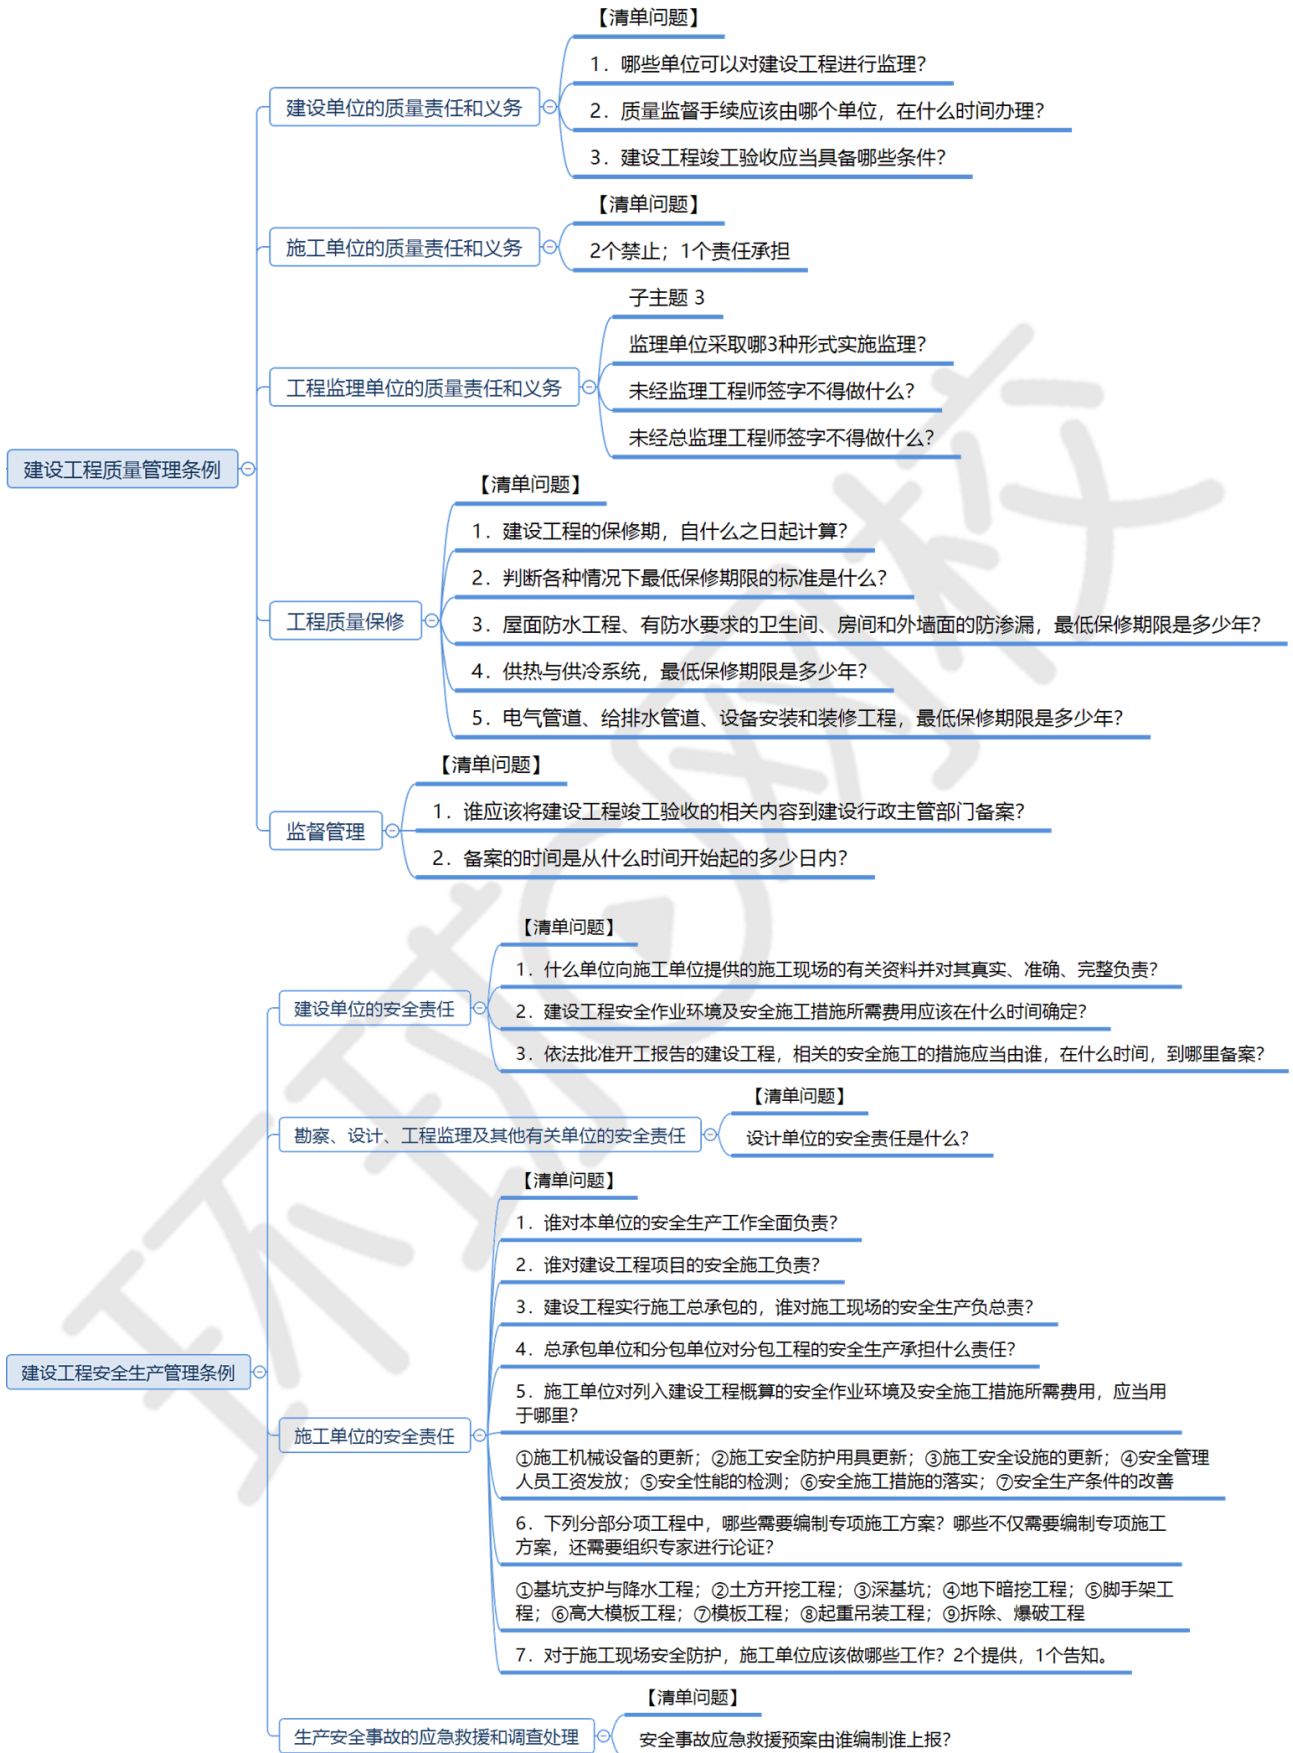 建设工程质量管理条例
建设单位的质量责任和义务
【清单问题】
1．哪些单位可以对建设工程进行监理？
2．质量监督手续应该由哪个单位，在什么时间办理？
3．建设工程竣工验收应当具备哪些条件？
施工单位的质量责任和义务
【清单问题】
2个禁止；1个责任承担
工程监理单位的质量责任和义务
子主题 3
监理单位采取哪3种形式实施监理？
未经监理工程师签字不得做什么？
未经总监理工程师签字不得做什么？
工程质量保修
【清单问题】
1．建设工程的保修期，自什么之日起计算？
2．判断各种情况下最低保修期限的标准是什么？
3．屋面防水工程、有防水要求的卫生间、房间和外墙面的防渗漏，最低保修期限是多少年？
4．供热与供冷系统，最低保修期限是多少年？
5．电气管道、给排水管道、设备安装和装修工程，最低保修期限是多少年？
监督管理
【清单问题】
1．谁应该将建设工程竣工验收的相关内容到建设行政主管部门备案？
2．备案的时间是从什么时间开始起的多少日内？
建设工程安全生产管理条例
建设单位的安全责任
【清单问题】
1．什么单位向施工单位提供的施工现场的有关资料并对其真实、准确、完整负责？
2．建设工程安全作业环境及安全施工措施所需费用应该在什么时间确定？
3．依法批准开工报告的建设工程，相关的安全施工的措施应当由谁，在什么时间，到哪里备案？
勘察、设计、工程监理及其他有关单位的安全责任
【清单问题】
设计单位的安全责任是什么？
施工单位的安全责任
【清单问题】
1．谁对本单位的安全生产工作全面负责？
2．谁对建设工程项目的安全施工负责？
3．建设工程实行施工总承包的，谁对施工现场的安全生产负总责？
4．总承包单位和分包单位对分包工程的安全生产承担什么责任？
5．施工单位对列入建设工程概算的安全作业环境及安全施工措施所需费用，应当用
于哪里？
①施工机械设备的更新；②施工安全防护用具更新；③施工安全设施的更新；④安全管理
人员工资发放；⑤安全性能的检测；⑥安全施工措施的落实；⑦安全生产条件的改善
6．下列分部分项工程中，哪些需要编制专项施工方案？哪些不仅需要编制专项施工
方案，还需要组织专家进行论证？
①基坑支护与降水工程；②土方开挖工程；③深基坑；④地下暗挖工程；⑤脚手架工
程；⑥高大模板工程；⑦模板工程；⑧起重吊装工程；⑨拆除、爆破工程
7．对于施工现场安全防护，施工单位应该做哪些工作？2个提供，1个告知。
生产安全事故的应急救援和调查处理
【清单问题】
安全事故应急救援预案由谁编制谁上报？
环球网校